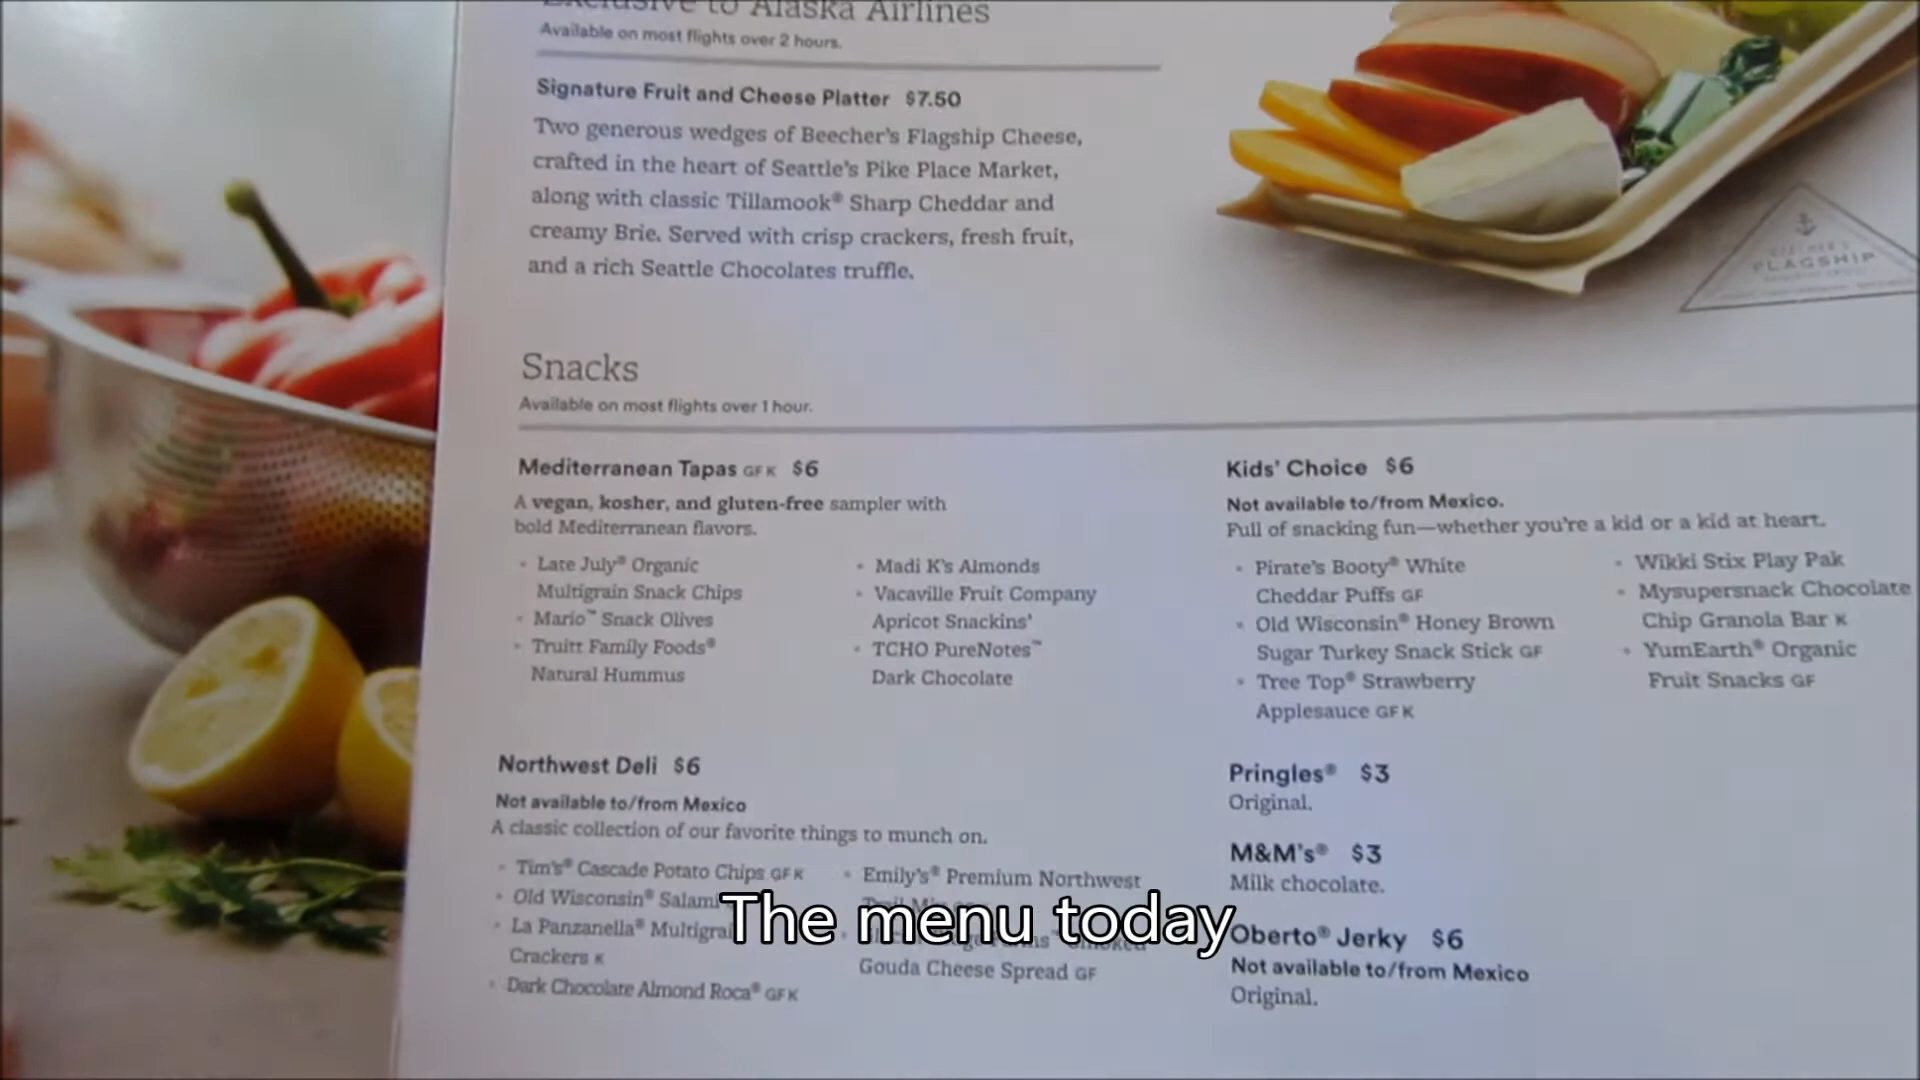 Exclusive to Alaska Airlines
Available on most flights over 2 hours.
Signature Fruit and Cheese Platter $7.50
Two generous wedges of Beecher's Flagship Cheese,
crafted in the heart of Seattle's Pike Place Market,
along with classic Tillamook® Sharp Cheddar and
creamy Brie. Served with crisp crackers, fresh fruit,
and a rich Seattle Chocolates truffle.
FLAGSHIP
Snacks
Available on most flights over 1 hour.
Mediterranean Tapas GF K $6
A vegan, kosher, and gluten-free sampler with
bold Mediterranean flavors.
• Late July® Organic
Multigrain Snack Chips
• Mario™ Snack Olives
• Truitt Family Foods®
Natural Hummus
• Madi K's Almonds
• Vacaville Fruit Company
Apricot Snackins'
• TCHO PureNotes™
Dark Chocolate
Kids' Choice $6
Not available to/from Mexico.
Full of snacking fun—whether you're a kid or a kid at heart.
• Pirate's Booty® White
Cheddar Puffs GF
• Old Wisconsin® Honey Brown
Sugar Turkey Snack Stick GF
• Tree Top® Strawberry
Applesauce GF K
• Wikki Stix Play Pak
• Mysupersnack Chocolate
Chip Granola Bar K
• YumEarth® Organic
Fruit Snacks GF
Northwest Deli $6
Not available to/from Mexico
A classic collection of our favorite things to munch on.
• Tim's® Cascade Potato Chips GF K
• Old Wisconsin® Salami
• La Panzanella® Multigrai
Crackers K
• Dark Chocolate Almond Roca® GF K
• Emily's® Premium Northwest
Gouda Cheese Spread GF
Pringles® $3
Original.
M&M's® $3
Milk chocolate.
Oberto® Jerky $6
Not available to/from Mexico
Original.
The menu today